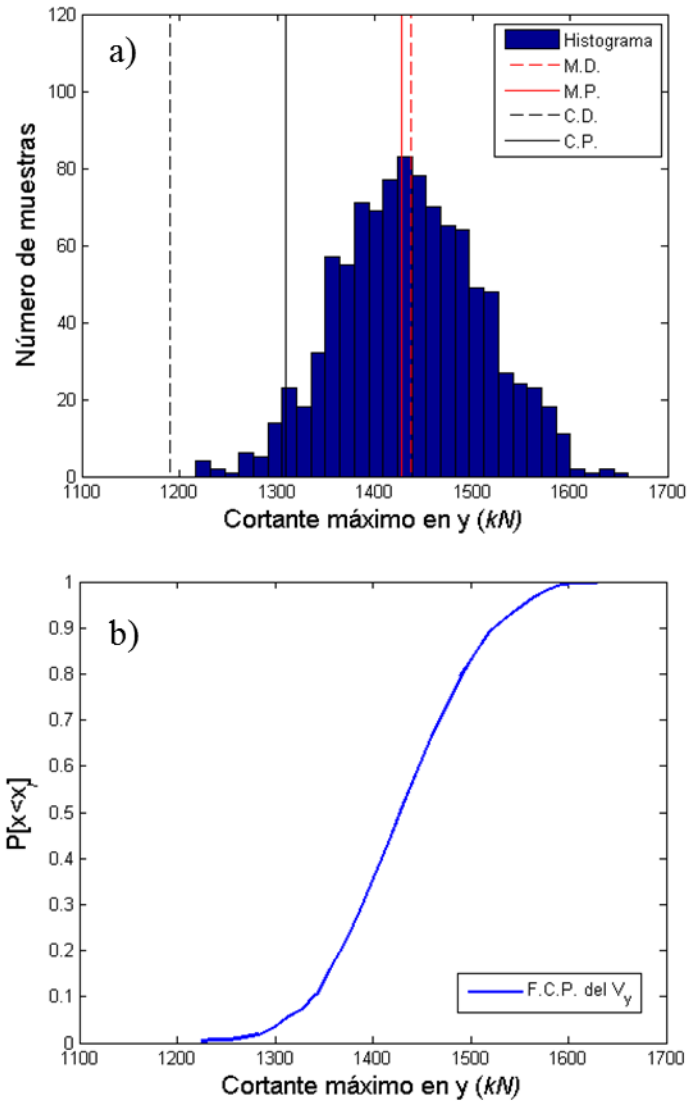 a)
120
100
80
60
40
20
0
Número de muestras
Histograma
M.D.
M.P.
C.D.
C.P.
1100 1200 1300 1400 1500 1600 1700
Cortante máximo en y (kN)
b)
1
0.9
0.8
0.7
0.6
0.5
0.4
0.3
0.2
0.1
0
P[x<x
F.C.P. del Vy
1100 1200 1300 1400 1500 1600 1700
Cortante máximo en y (kN)